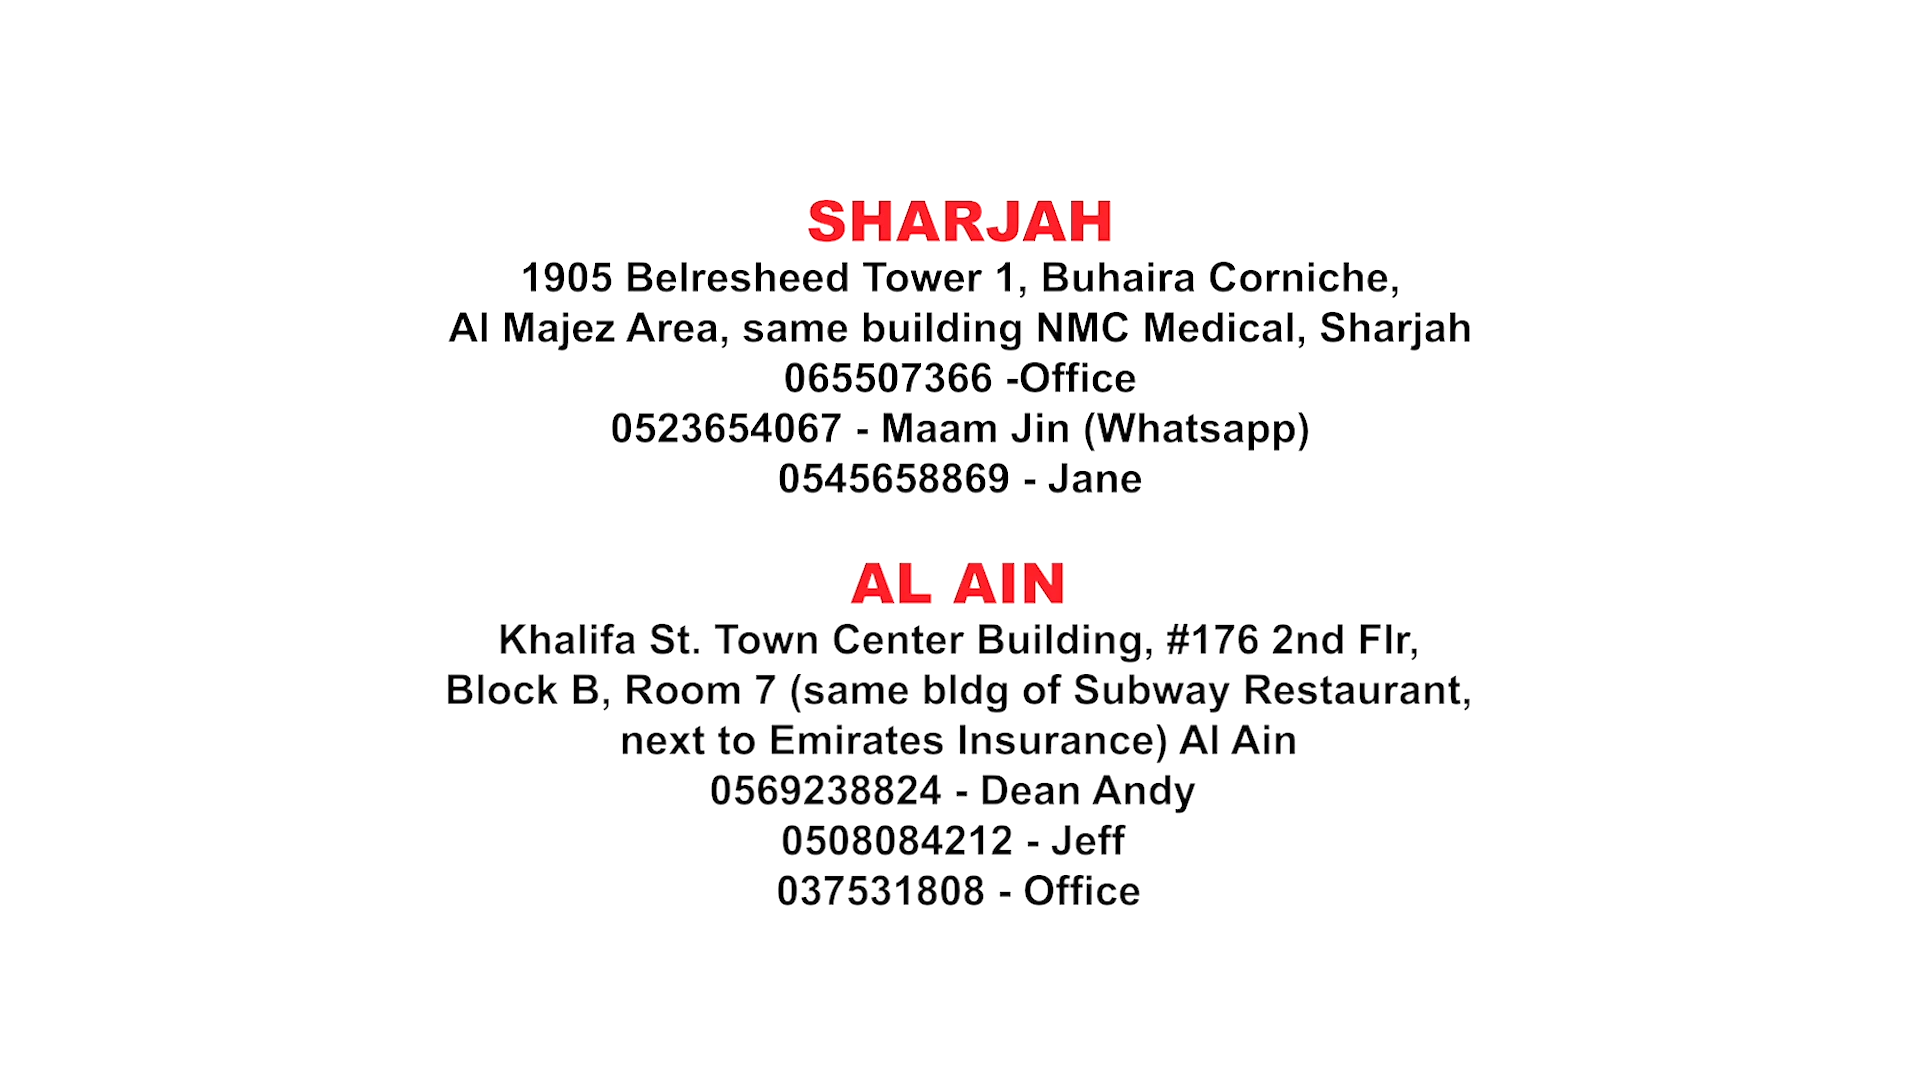 SHARJAH
1905 Belresheed Tower 1, Buhaira Corniche,
Al Majez Area, same building NMC Medical, Sharjah
065507366 -Office
0523654067 - Maam Jin (Whatsapp)
0545658869 - Jane
AL AIN
Khalifa St. Town Center Building, #176 2nd Flr,
Block B, Room 7 (same bldg of Subway Restaurant,
next to Emirates Insurance) Al Ain
0569238824 - Dean Andy
0508084212 - Jeff
037531808 - Office